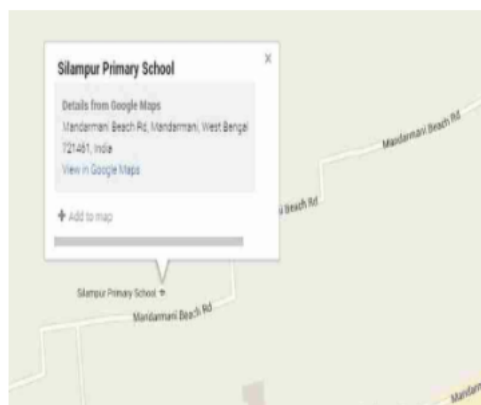 Silampur Primary School
Details from Google Maps
Mandarmani Beach Rd, Mandarmani, West Bengal
721461, India
View in Google Maps
Add to map
Mandarmani Beach Rd
Beach Rd
Silampur Primary School
Mandarmani Beach Rd